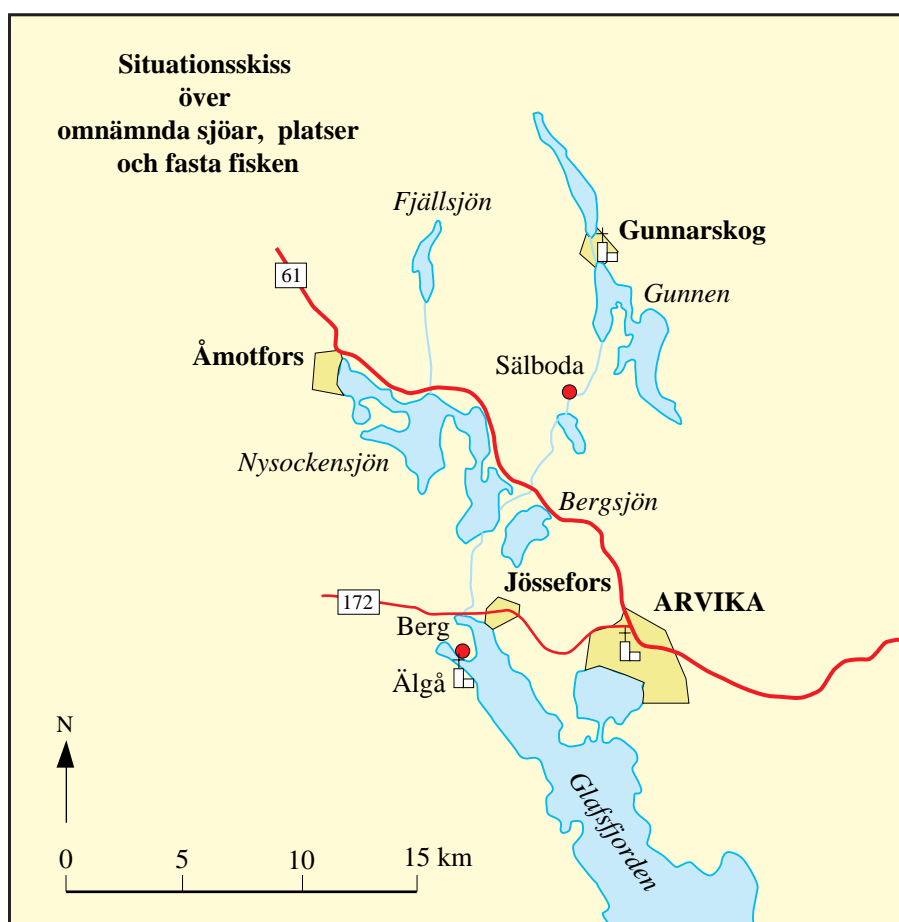 Situationsskiss
över
omnämnda sjöar, platser
och fasta fisken
Fjällsjön
Gunnarskog
61
Gunnen
Åmotfors
Sälboda
Nysockensjön
Bergsjön
Jössefors
172
ARVIKA
Berg
Älgå
N
Glafsfjorden
0 5 10 15 km